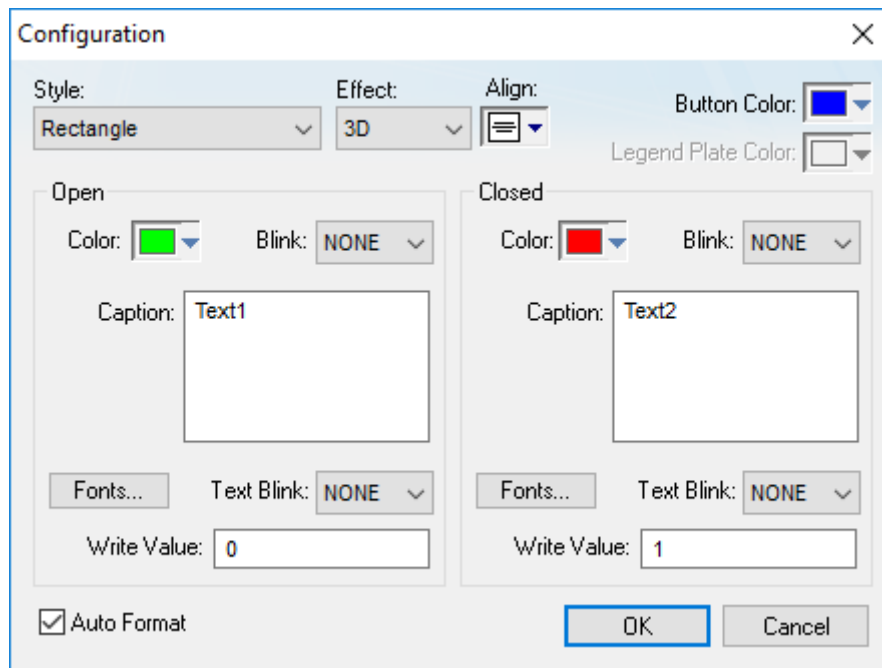 Configuration
Style: Effect: Align:
Rectangle 3D
Button Color:
Legend Plate Color:
Open Closed
Color: Blink: NONE Color: Blink: NONE
Caption: Text1 Caption: Text2
Fonts... Text Blink: NONE Fonts... Text Blink: NONE
Write Value: 0 Write Value: 1
Auto Format OK Cancel